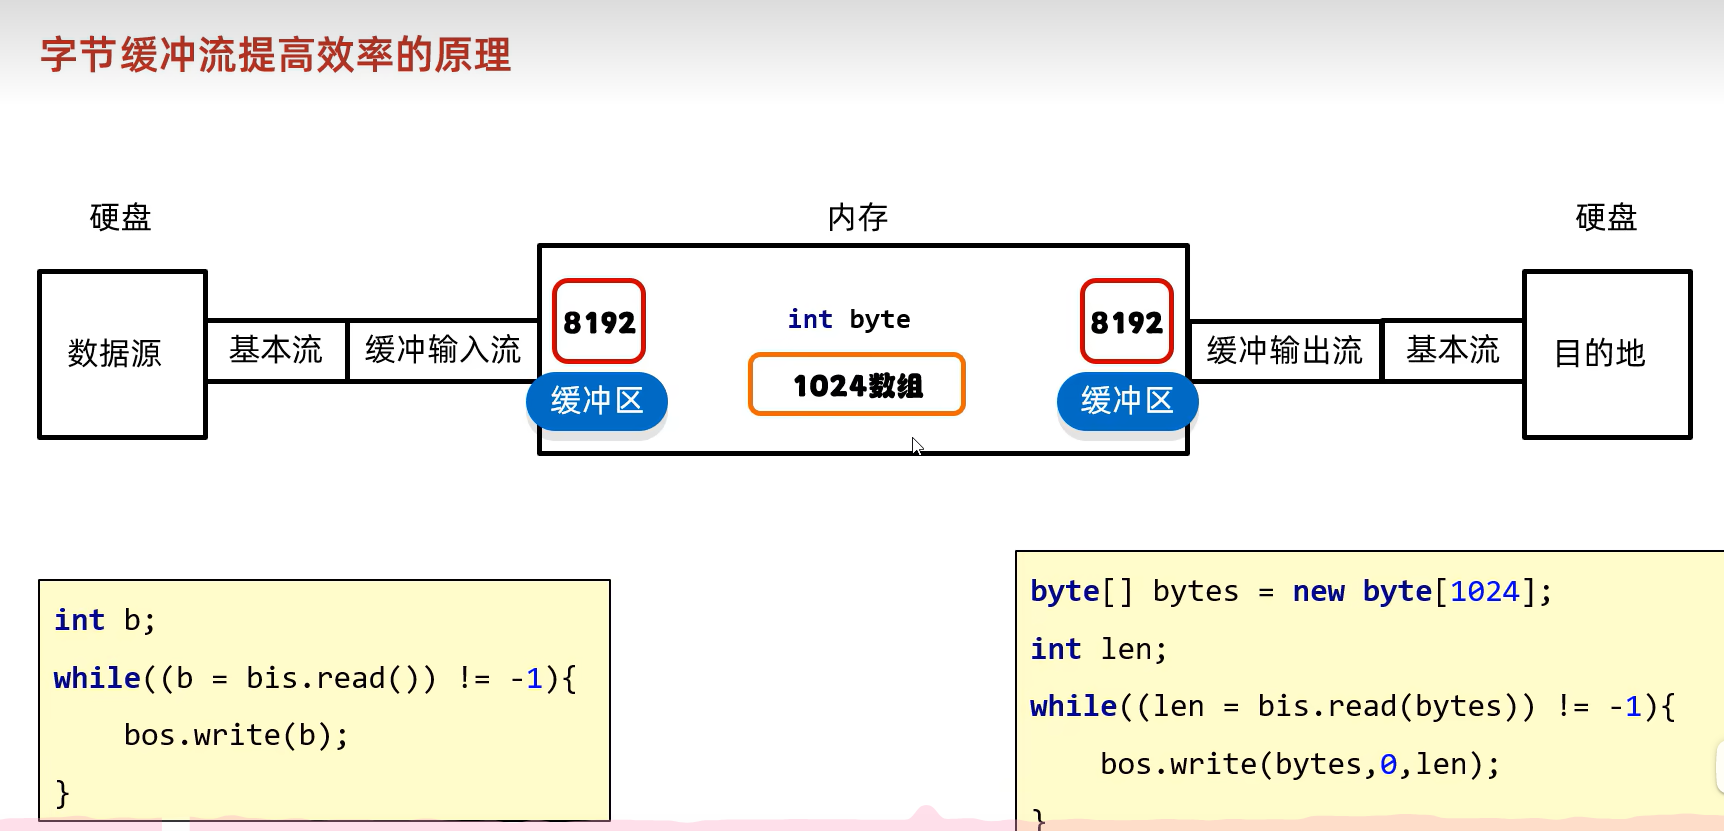 字节缓冲流提高效率的原理
硬盘
内存
硬盘
数据源
基本流
缓冲输入流
8192
缓冲区
int byte
1024数组
8192
缓冲区
缓冲输出流
基本流
目的地
int b;
while((b = bis.read()) != -1){
    bos.write(b);
}
byte[] bytes = new byte[1024];
int len;
while((len = bis.read(bytes)) != -1){
    bos.write(bytes,0,len);
}